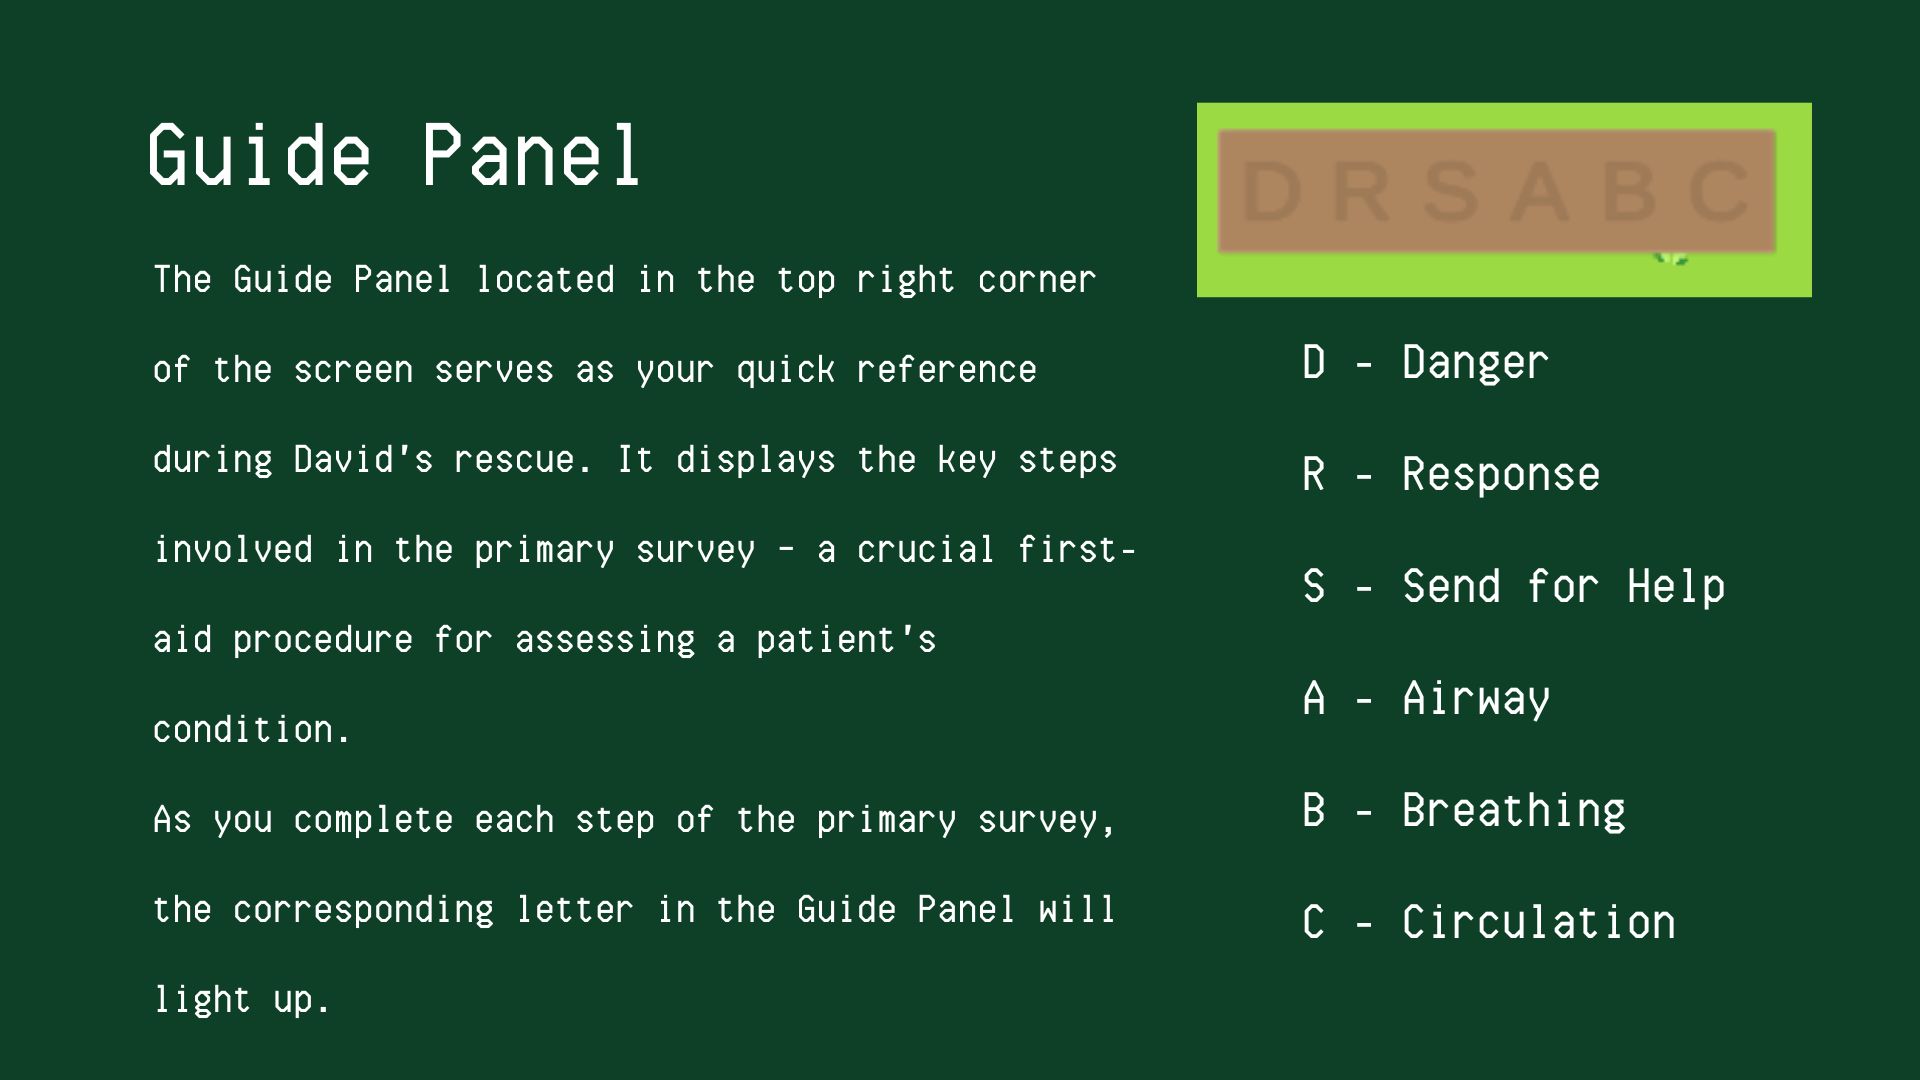 Guide Panel
The Guide Panel located in the top right corner
of the screen serves as your quick reference
during David's rescue. It displays the key steps
involved in the primary survey – a crucial first-
aid procedure for assessing a patient's
condition.
As you complete each step of the primary survey,
the corresponding letter in the Guide Panel will
light up.
D R S A B C
D - Danger
R - Response
S - Send for Help
A - Airway
B - Breathing
C - Circulation